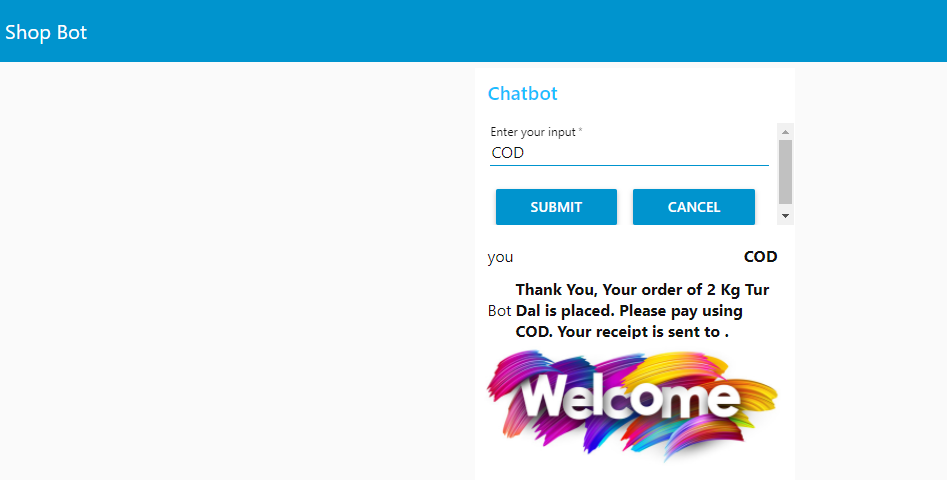 Shop Bot
Chatbot
Enter your input *
COD
SUBMIT CANCEL
you COD
Thank You, Your order of 2 Kg Tur
Bot Dal is placed. Please pay using
COD. Your receipt is sent to .
Welcome